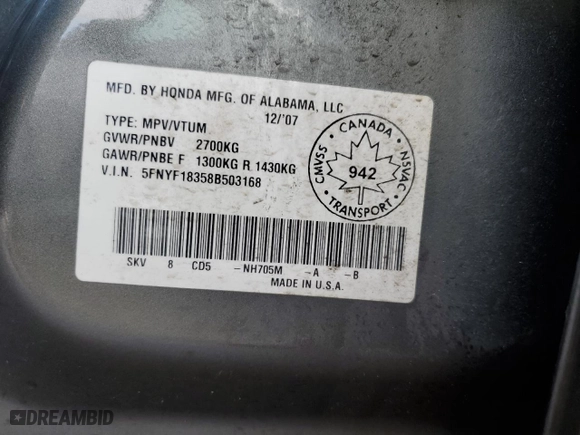 MFD. BY HONDA MFG. OF ALABAMA, LLC
12/'07
TYPE: MPV/VTUM
GVWR/PNBV 2700KG
GAWR/PNBE F 1300KG R 1430KG
V.I.N. 5FNYF18358B503168
CANADA
CMVSS
NSVAC
942
TRANSPORT
SKV 8 CD5 -NH705M -A -B
MADE IN U.S.A.
DREAMBID